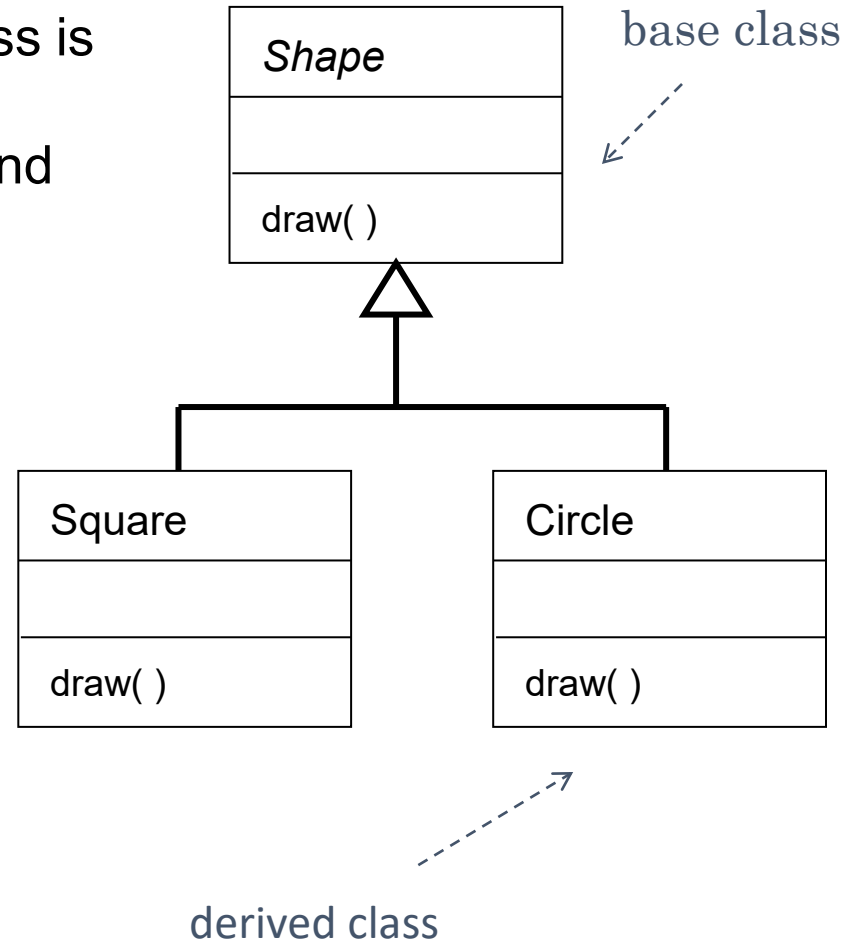 ss is
nd
base class
Shape
draw( )
Square
draw( )
Circle
draw( )
derived class